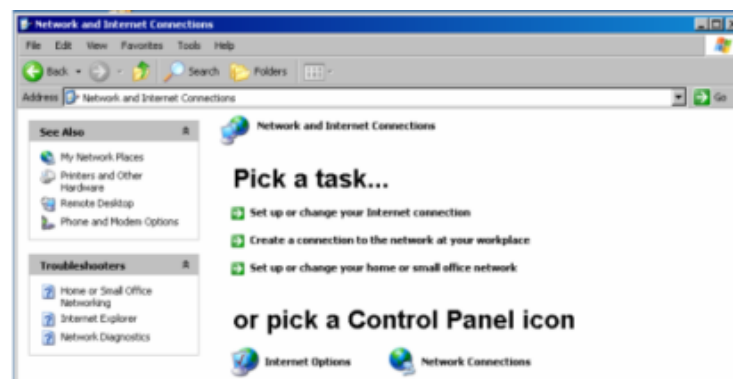 Network and Internet Connections
File Edit View Favorites Tools Help
Back Search Folders
Address Network and Internet Connections Go
See Also
My Network Places
Printers and Other
Hardware
Remote Desktop
Phone and Modem Options
Troubleshooters
Home or Small Office
Networking
Internet Explorer
Network Diagnostics
Network and Internet Connections
Pick a task...
Set up or change your Internet connection
Create a connection to the network at your workplace
Set up or change your home or small office network
or pick a Control Panel icon
Internet Options Network Connections